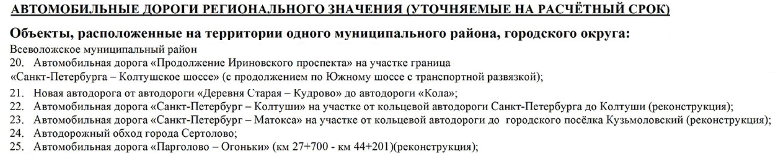 АВТОМОБИЛЬНЫЕ ДОРОГИ РЕГИОНАЛЬНОГО ЗНАЧЕНИЯ (УТОЧНЯЕМЫЕ НА РАСЧЁТНЫЙ СРОК)
Объекты, расположенные на территории одного муниципального района, городского округа:
Всеволожское муниципальный район
20. Автомобильная дорога «Продолжение Ириновского проспекта» на участке граница
«Санкт-Петербурга – Колтушское шоссе» (с продолжением по Южному шоссе с транспортной развязкой);
21. Новая автодорога от автодороги «Деревня Старая – Кудрово» до автодороги «Кола»;
22. Автомобильная дорога «Санкт-Петербург – Колтуши» на участке от кольцевой автодороги Санкт-Петербурга до Колтуши (реконструкция);
23. Автомобильная дорога «Санкт-Петербург – Матокса» на участке от кольцевой автодороги до городского посёлка Кузьмоловский (реконструкция);
24. Автодорожный обход города Сертолово;
25. Автомобильная дорога «Парголово – Огоньки» (км 27+700 - км 44+201)(реконструкция);